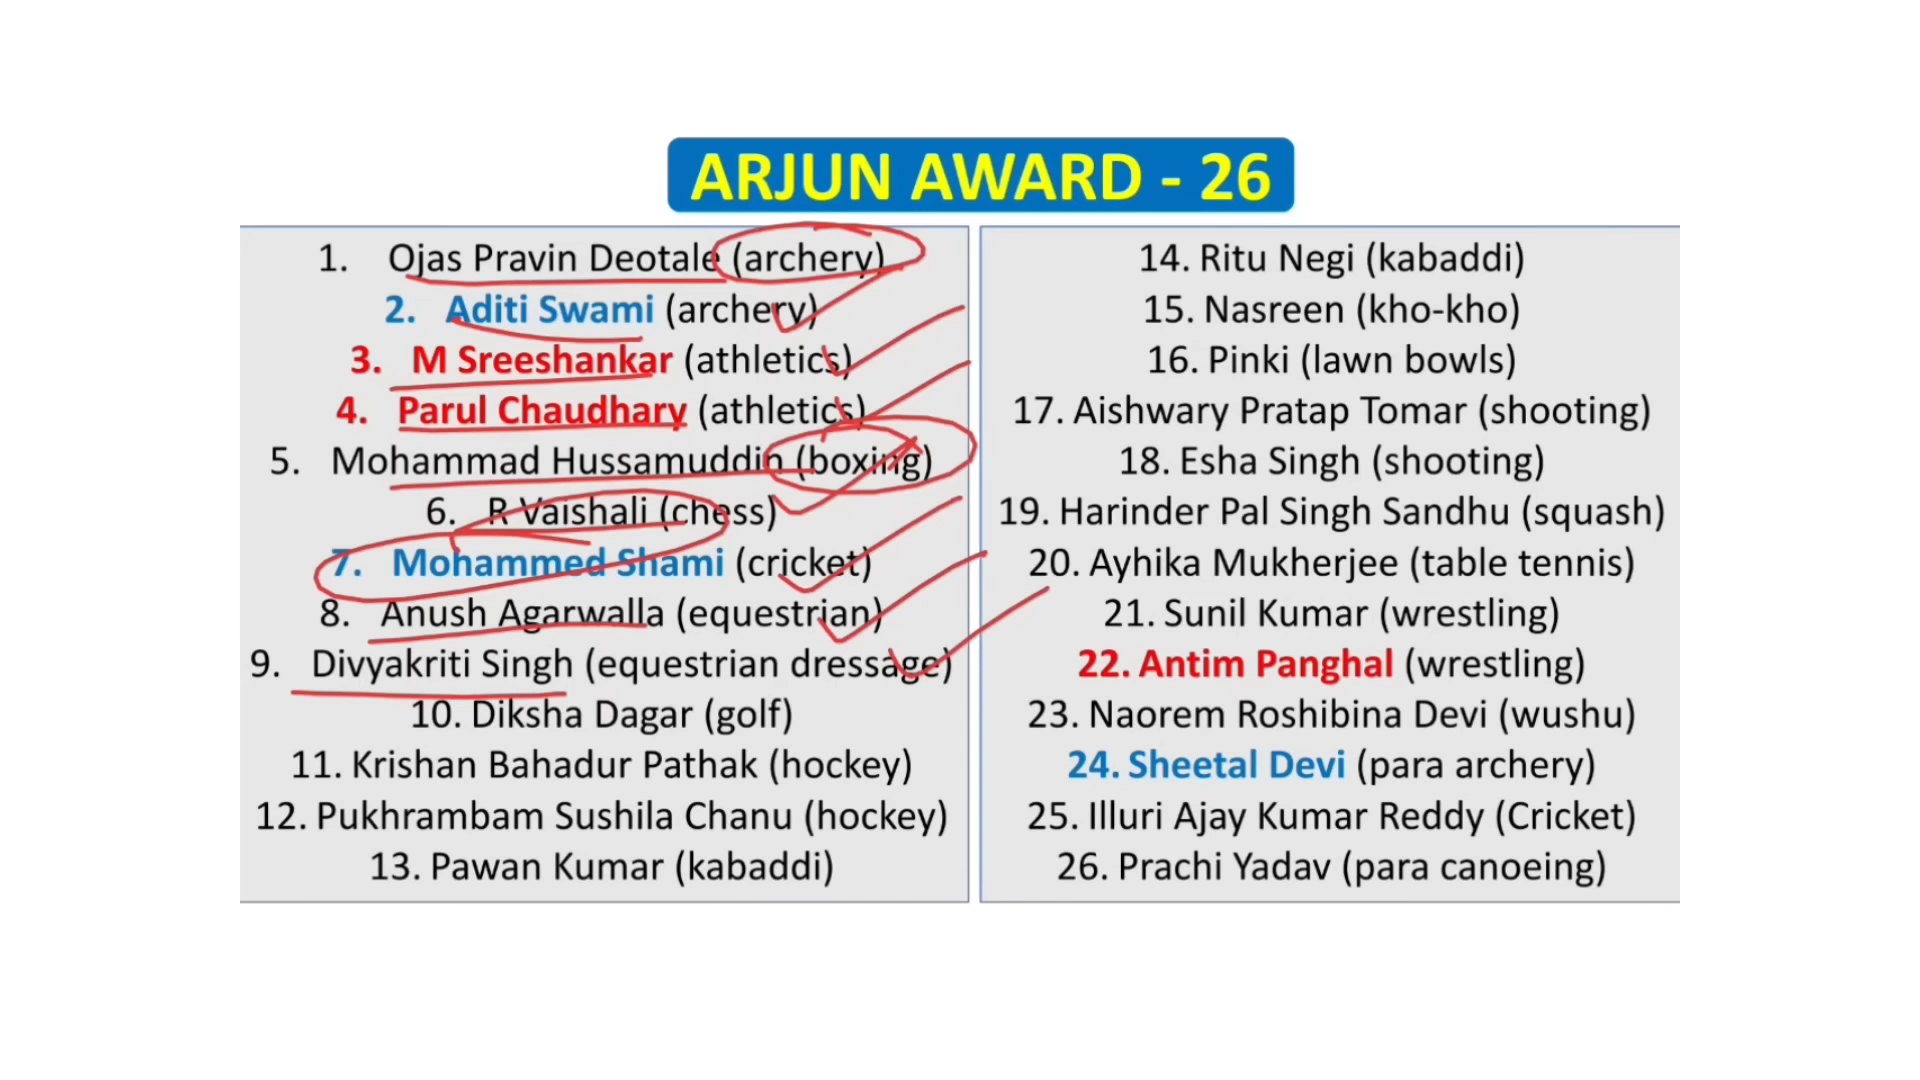 ARJUN AWARD - 26
1. Ojas Pravin Deotale (archery)
2. Aditi Swami (archery)
3. M Sreeshankar (athletics)
4. Parul Chaudhary (athletics)
5. Mohammad Hussamuddin (boxing)
6. R Vaishali (chess)
7. Mohammed Shami (cricket)
8. Anush Agarwalla (equestrian)
9. Divyakriti Singh (equestrian dressage)
10. Diksha Dagar (golf)
11. Krishan Bahadur Pathak (hockey)
12. Pukhrambam Sushila Chanu (hockey)
13. Pawan Kumar (kabaddi)
14. Ritu Negi (kabaddi)
15. Nasreen (kho-kho)
16. Pinki (lawn bowls)
17. Aishwary Pratap Tomar (shooting)
18. Esha Singh (shooting)
19. Harinder Pal Singh Sandhu (squash)
20. Ayhika Mukherjee (table tennis)
21. Sunil Kumar (wrestling)
22. Antim Panghal (wrestling)
23. Naorem Roshibina Devi (wushu)
24. Sheetal Devi (para archery)
25. Illuri Ajay Kumar Reddy (Cricket)
26. Prachi Yadav (para canoeing)